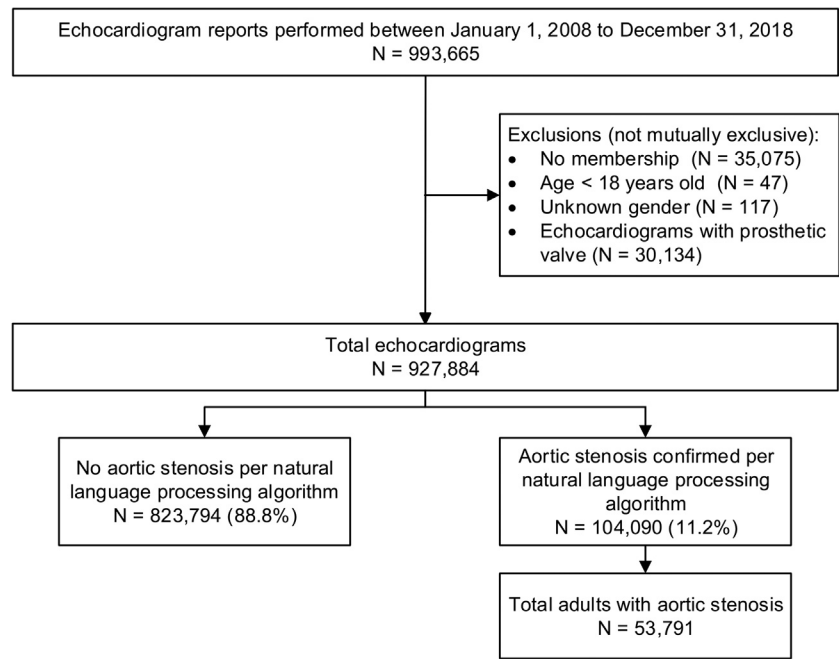 Echocardiogram reports performed between January 1, 2008 to December 31, 2018
N = 993,665
Exclusions (not mutually exclusive):
• No membership (N = 35,075)
• Age < 18 years old (N = 47)
• Unknown gender (N = 117)
• Echocardiograms with prosthetic
valve (N = 30,134)
Total echocardiograms
N = 927,884
No aortic stenosis per natural
language processing algorithm
N = 823,794 (88.8%)
Aortic stenosis confirmed per
natural language processing
algorithm
N = 104,090 (11.2%)
Total adults with aortic stenosis
N = 53,791